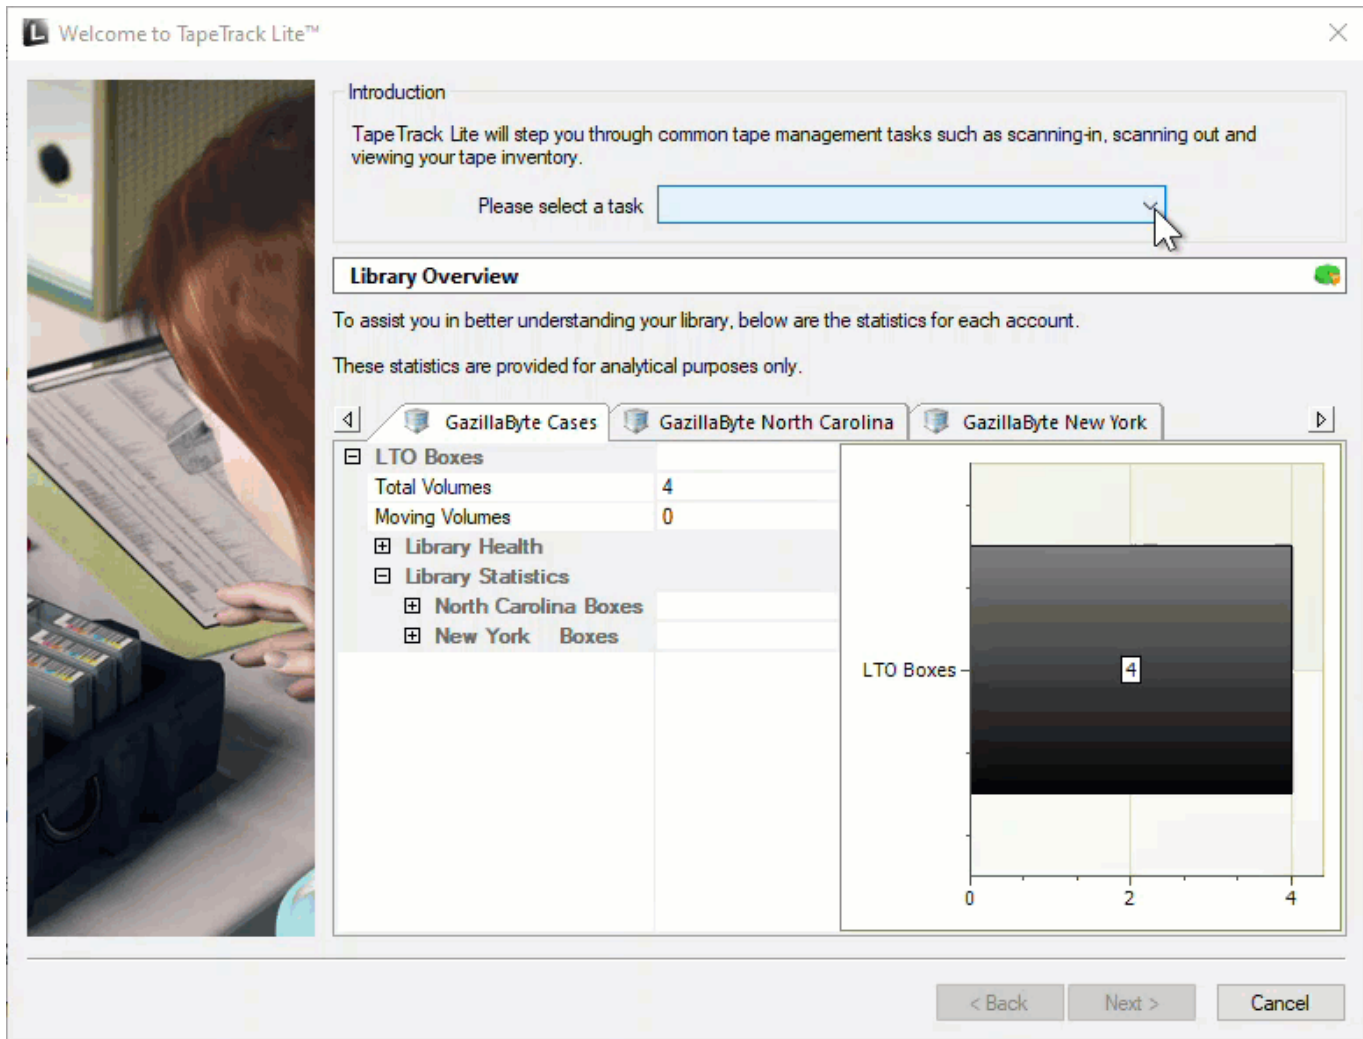 Welcome to TapeTrack Lite™
Introduction
TapeTrack Lite will step you through common tape management tasks such as scanning-in, scanning out and
viewing your tape inventory.
Please select a task
Library Overview
To assist you in better understanding your library, below are the statistics for each account.
These statistics are provided for analytical purposes only.
GazillaByte Cases GazillaByte North Carolina GazillaByte New York
LTO Boxes
Total Volumes 4
Moving Volumes 0
Library Health
Library Statistics
North Carolina Boxes
New York Boxes
LTO Boxes 4
0 2 4
< Back Next > Cancel